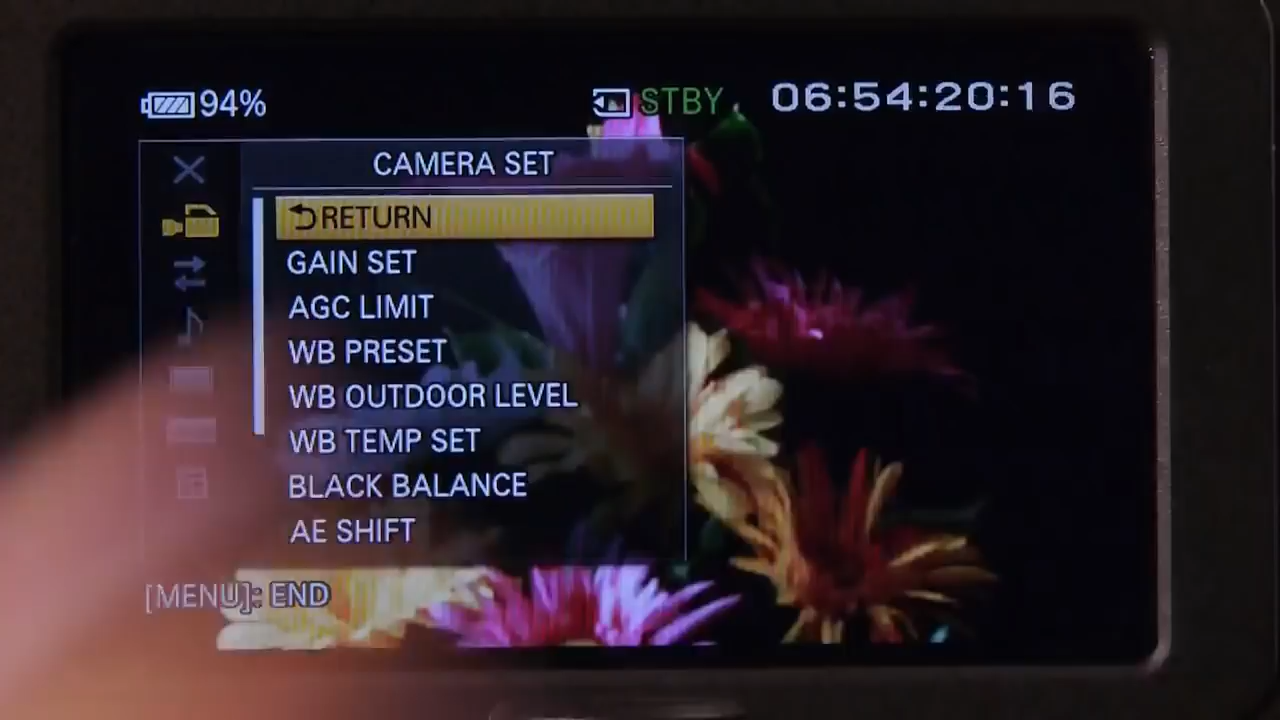 94%
STBY
06:54:20:16
CAMERA SET
RETURN
GAIN SET
AGC LIMIT
WB PRESET
WB OUTDOOR LEVEL
WB TEMP SET
BLACK BALANCE
AE SHIFT
[MENU]: END